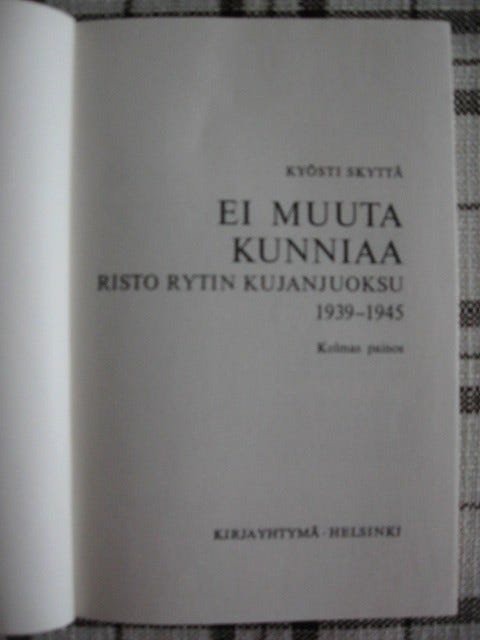 KYÖSTI SKYTTÄ
EI MUUTA
KUNNIAA
RISTO RYTIN KUJANJUOKSU
1939–1945
Kolmas painos
KIRJAYHTYMÄ · HELSINKI